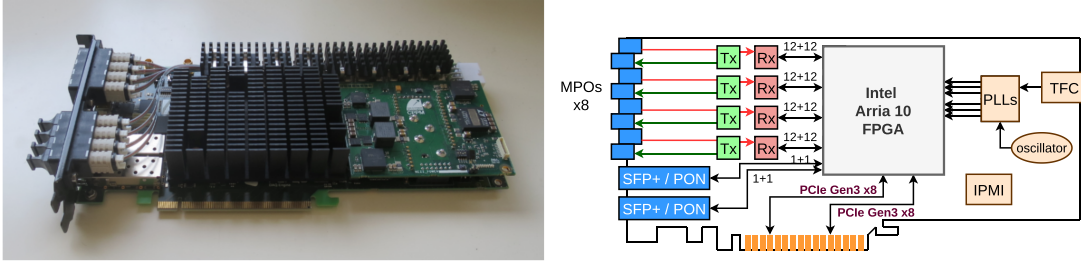 MPOs
x8
Tx
Rx
12+12
Tx
Rx
12+12
Tx
Rx
12+12
Tx
Rx
12+12
1+1
SFP+ / PON
1+1
SFP+ / PON
Intel
Arria 10
FPGA
PLLs
TFC
oscillator
IPMI
PCIe Gen3 x8
PCIe Gen3 x8